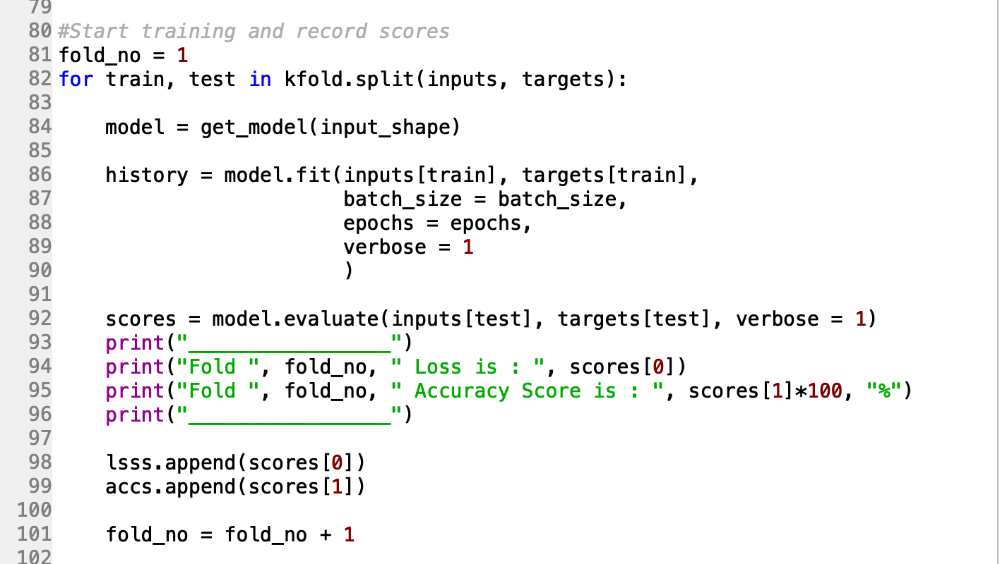 79
80 #Start training and record scores
81 fold_no = 1
82 for train, test in kfold.split(inputs, targets):
83
84     model = get_model(input_shape)
85
86     history = model.fit(inputs[train], targets[train],
87                         batch_size = batch_size,
88                         epochs = epochs,
89                         verbose = 1
90                         )
91
92     scores = model.evaluate(inputs[test], targets[test], verbose = 1)
93     print("_________________")
94     print("Fold ", fold_no, " Loss is : ", scores[0])
95     print("Fold ", fold_no, " Accuracy Score is : ", scores[1]*100, "%")
96     print("_________________")
97
98     lsss.append(scores[0])
99     accs.append(scores[1])
100
101     fold_no = fold_no + 1
102